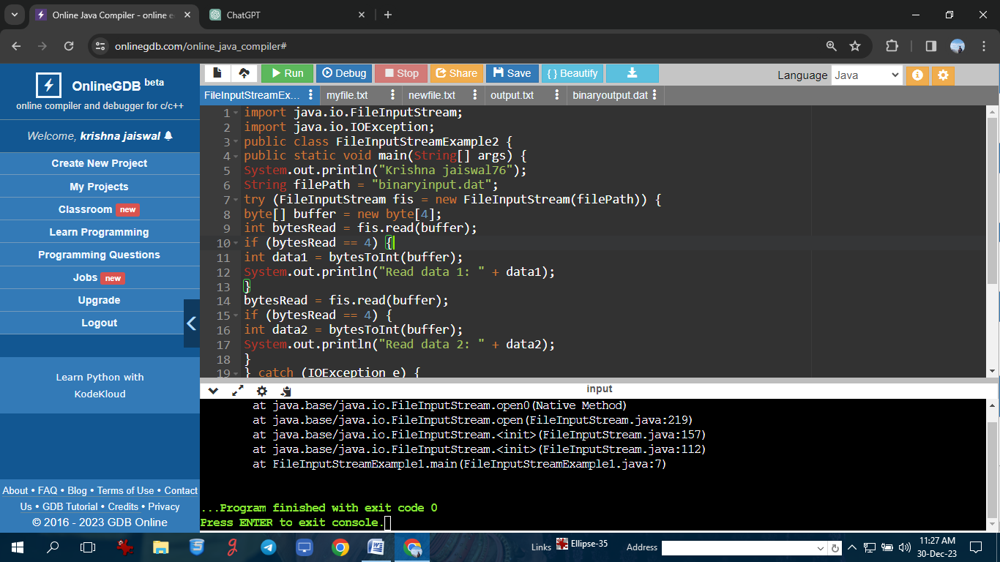 Online Java Compiler - online e
ChatGPT
onlinegdb.com/online_java_compiler#
OnlineGDB beta
online compiler and debugger for c/c++
Welcome, krishna jaiswal
Create New Project
My Projects
Classroom new
Learn Programming
Programming Questions
Jobs new
Upgrade
Logout
Learn Python with
KodeKloud
About • FAQ • Blog • Terms of Use • Contact
Us • GDB Tutorial • Credits • Privacy
© 2016 - 2023 GDB Online
Run Debug Stop Share Save { } Beautify Language Java
FileInputStreamEx... myfile.txt newfile.txt output.txt binaryoutput.dat
1 import java.io.FileInputStream;
2 import java.io.IOException;
3 public class FileInputStreamExample2 {
4 public static void main(String[] args) {
5 System.out.println("Krishna jaiswal76");
6 String filePath = "binaryinput.dat";
7 try (FileInputStream fis = new FileInputStream(filePath)) {
8 byte[] buffer = new byte[4];
9 int bytesRead = fis.read(buffer);
10 if (bytesRead == 4) {
11 int data1 = bytesToInt(buffer);
12 System.out.println("Read data 1: " + data1);
13 }
14 bytesRead = fis.read(buffer);
15 if (bytesRead == 4) {
16 int data2 = bytesToInt(buffer);
17 System.out.println("Read data 2: " + data2);
18 }
19 } catch (IOException e) {
input
at java.base/java.io.FileInputStream.open0(Native Method)
at java.base/java.io.FileInputStream.open(FileInputStream.java:219)
at java.base/java.io.FileInputStream.<init>(FileInputStream.java:157)
at java.base/java.io.FileInputStream.<init>(FileInputStream.java:112)
at FileInputStreamExample1.main(FileInputStreamExample1.java:7)
...Program finished with exit code 0
Press ENTER to exit console.
Links Ellipse-35 Address
11:27 AM
30-Dec-23